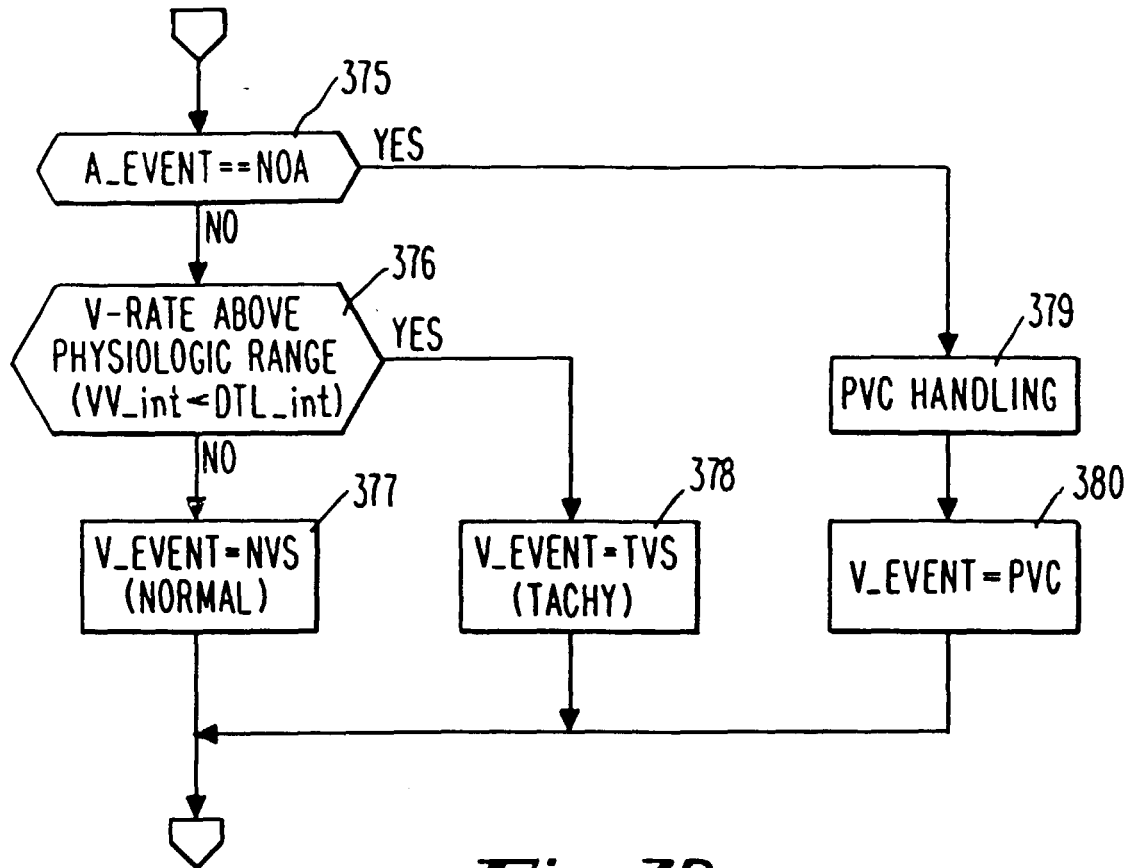 375
A_EVENT==NOA
YES
NO
376
V-RATE ABOVE
PHYSIOLOGIC RANGE
(VV_int<DTL_int)
YES
NO
379
PVC HANDLING
377
V_EVENT=NVS
(NORMAL)
378
V_EVENT=TVS
(TACHY)
380
V_EVENT=PVC